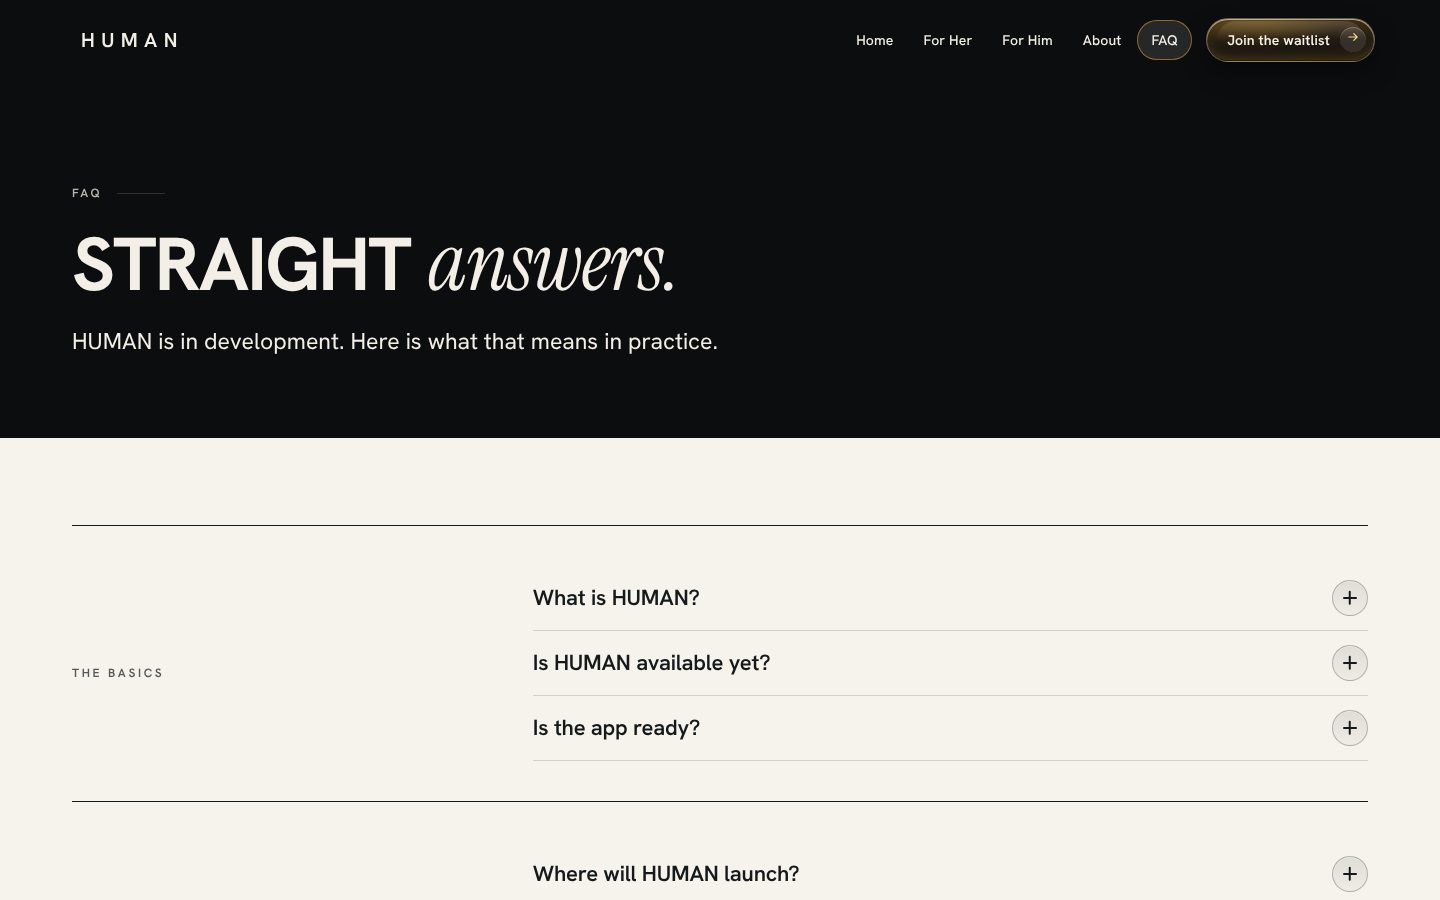 HUMAN
Home For Her For Him About FAQ Join the waitlist →
FAQ
STRAIGHT answers.
HUMAN is in development. Here is what that means in practice.
What is HUMAN?
THE BASICS
Is HUMAN available yet?
Is the app ready?
Where will HUMAN launch?